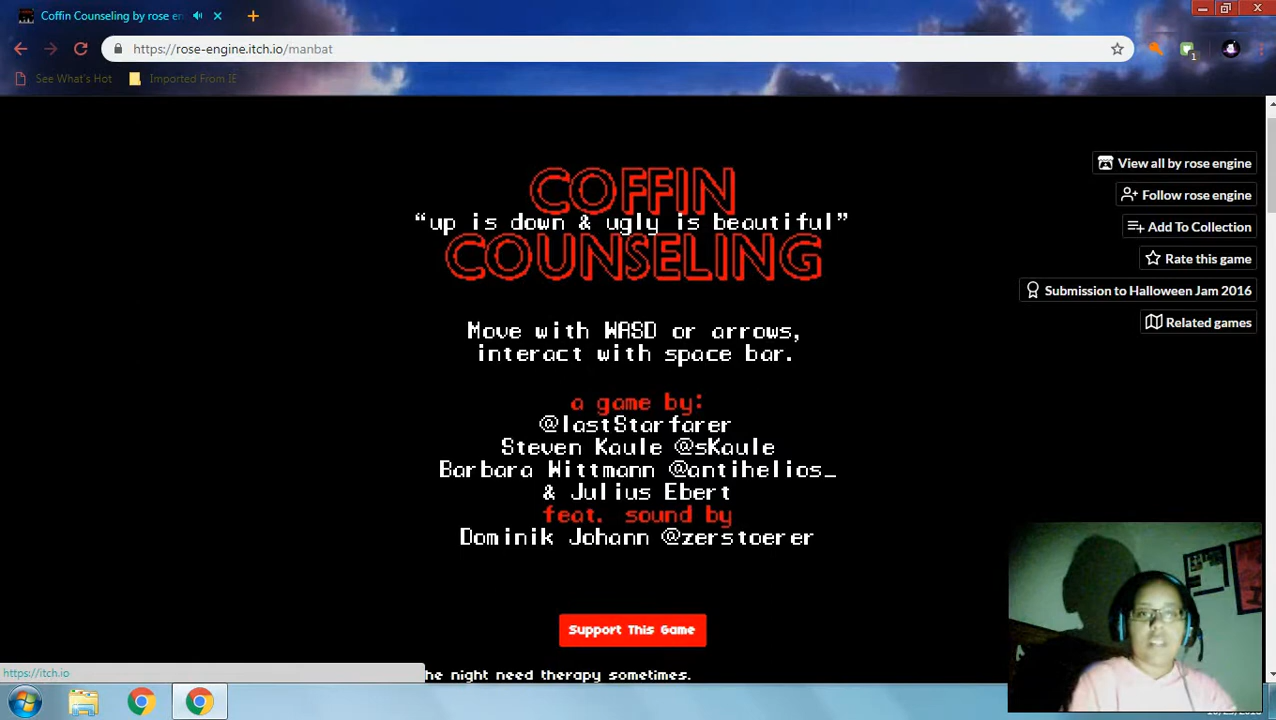 Coffin Counseling by rose en
https://rose-engine.itch.io/manbat
1
See What's Hot
Imported From IE
COFFIN
“up is down & ugly is beautiful”
COUNSELING
Move with WASD or arrows,
interact with space bar.
a game by:
@lastStarfarer
Steven Kaule @sKaule
Barbara Wittmann @antihelios_
& Julius Ebert
feat. sound by
Dominik Johann @zerstoerer
View all by rose engine
Follow rose engine
Add To Collection
Rate this game
Submission to Halloween Jam 2016
Related games
Support This Game
he night need therapy sometimes.
https://itch.io